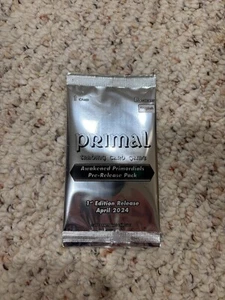 PRIMAL
TRADING CARD GAME
Awakened Primordials
Pre-Release Pack
1st Edition Release
April 2024